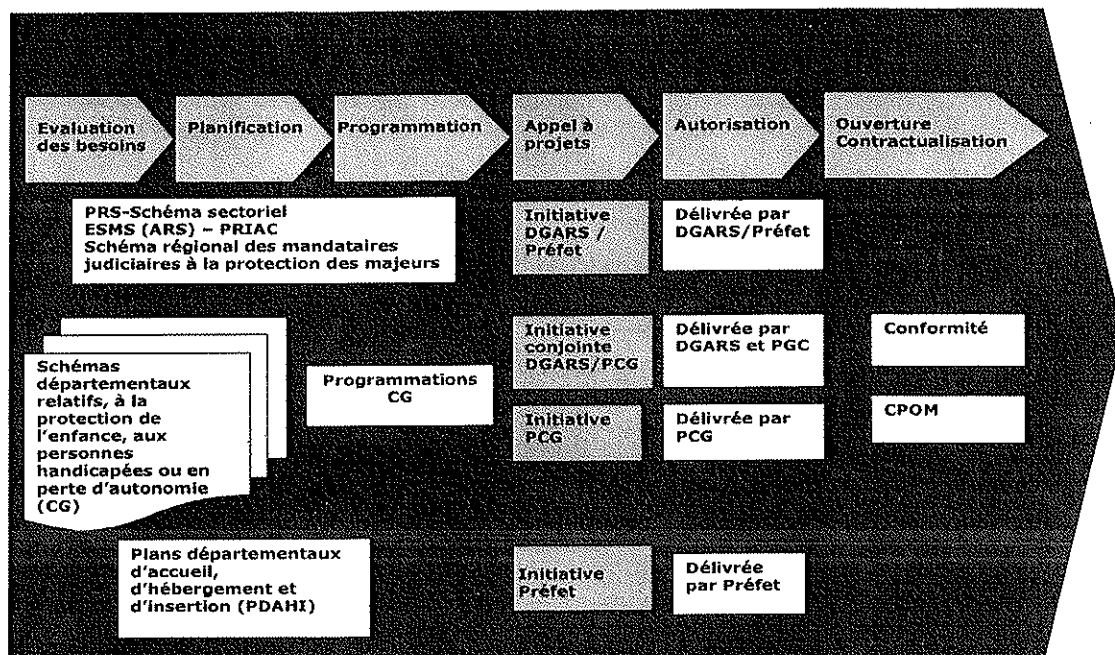 Evaluation
des besoins
Planification
Programmation
Appel à
projets
Autorisation
Ouverture
Contractualisation
PRS-Schéma sectoriel
ESMS (ARS) – PRIAC
Schéma régional des mandataires
judiciaires à la protection des majeurs
Initiative
DGARS /
Préfet
Délivrée par
DGARS/Préfet
Schémas
départementaux
relatifs, à la
protection de
l'enfance, aux
personnes
handicapées ou en
perte d'autonomie
(CG)
Programmations
CG
Initiative
conjointe
DGARS/PCG
Délivrée par
DGARS et PGC
Conformité
Initiative
PCG
Délivrée par
PCG
CPOM
Plans départementaux
d'accueil,
d'hébergement et
d'insertion (PDAHI)
Initiative
Préfet
Délivrée
par Préfet